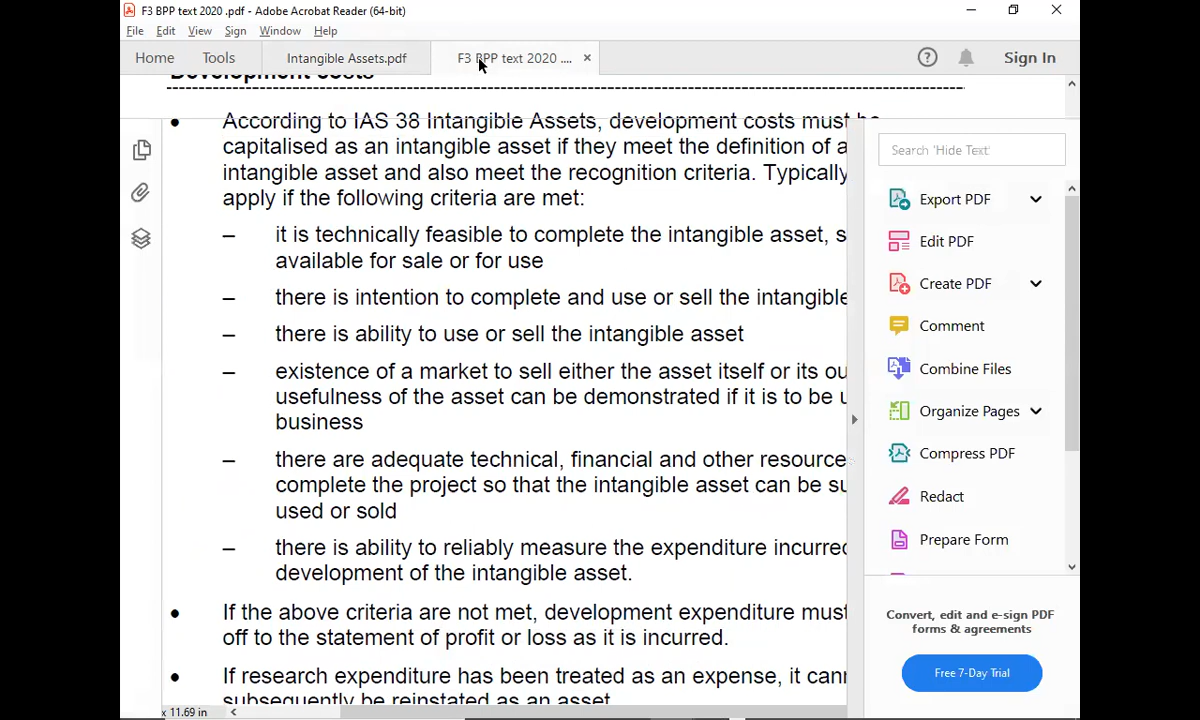 F3 BPP text 2020 .pdf - Adobe Acrobat Reader (64-bit)
File Edit View Sign Window Help
Home Tools Intangible Assets.pdf F3 BPP text 2020 .... × Sign In
Development costs
• According to IAS 38 Intangible Assets, development costs must be
capitalised as an intangible asset if they meet the definition of a
intangible asset and also meet the recognition criteria. Typically
apply if the following criteria are met:
– it is technically feasible to complete the intangible asset, s
available for sale or for use
– there is intention to complete and use or sell the intangible
– there is ability to use or sell the intangible asset
– existence of a market to sell either the asset itself or its ou
usefulness of the asset can be demonstrated if it is to be u
business
– there are adequate technical, financial and other resource
complete the project so that the intangible asset can be su
used or sold
– there is ability to reliably measure the expenditure incurred
development of the intangible asset.
• If the above criteria are not met, development expenditure must
off to the statement of profit or loss as it is incurred.
• If research expenditure has been treated as an expense, it can
subsequently be reinstated as an asset
x 11.69 in
Search 'Hide Text'
Export PDF
Edit PDF
Create PDF
Comment
Combine Files
Organize Pages
Compress PDF
Redact
Prepare Form
Convert, edit and e-sign PDF
forms & agreements
Free 7-Day Trial